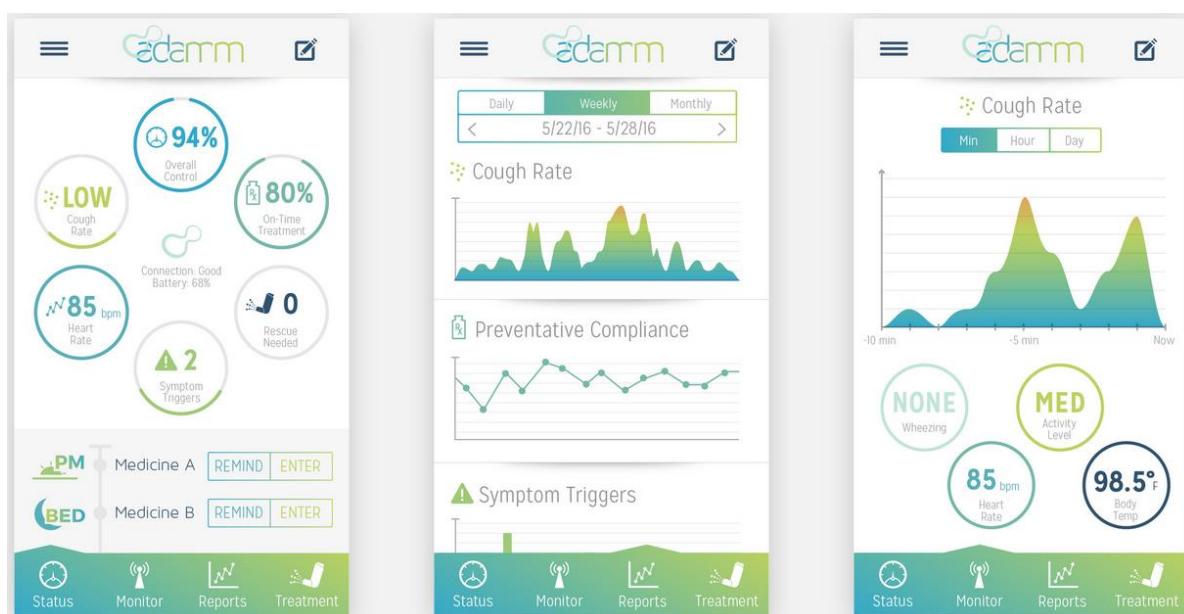 adamm
94%
Overall
Control
LOW
Cough
Rate
80%
On-Time
Treatment
Connection: Good
Battery: 68%
85 bpm
Heart
Rate
0
Rescue
Needed
2
Symptom
Triggers
PM Medicine A REMIND ENTER
BED Medicine B REMIND ENTER
Status Monitor Reports Treatment
adamm
Daily Weekly Monthly
< 5/22/16 - 5/28/16 >
Cough Rate
Rx Preventative Compliance
Symptom Triggers
Status Monitor Reports Treatment
adamm
Cough Rate
Min Hour Day
-10 min -5 min Now
NONE
Wheezing
MED
Activity
Level
85 bpm
Heart
Rate
98.5° F
Body
Temp
Status Monitor Reports Treatment